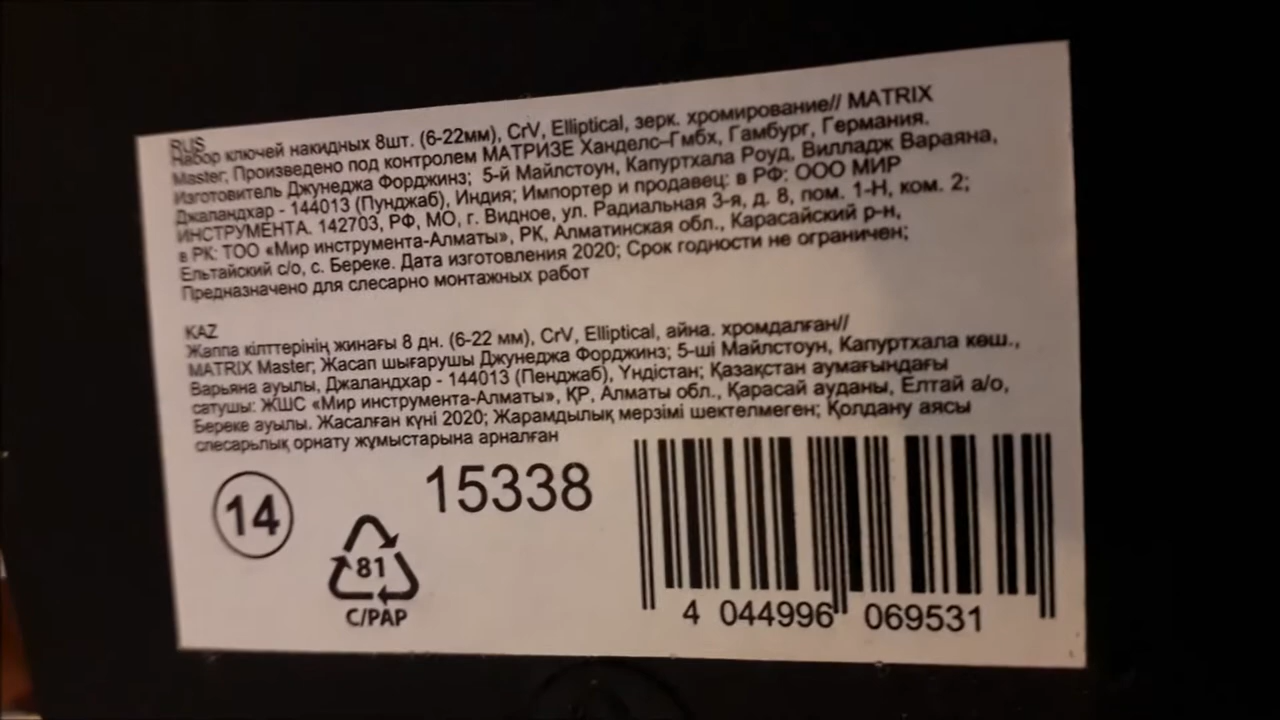 RUS
Набор ключей накидных 8шт. (6-22мм), CrV, Elliptical, зерк. хромирование// MATRIX
Master; Произведено под контролем МАТРИЗЕ Ханделс-Гмбх, Гамбург, Германия.
Изготовитель Джунеджа Форджинз; 5-й Майлстоун, Капуртхала Роуд, Вилладж Вараяна,
Джаландхар - 144013 (Пунджаб), Индия; Импортер и продавец: в РФ: ООО МИР
ИНСТРУМЕНТА. 142703, РФ, МО, г. Видное, ул. Радиальная 3-я, д. 8, пом. 1-Н, ком. 2;
в РК: ТОО «Мир инструмента-Алматы», РК, Алматинская обл., Карасайский р-н,
Ельтайский с/о, с. Береке. Дата изготовления 2020; Срок годности не ограничен;
Предназначено для слесарно монтажных работ
KAZ
Жаппа кілттерінің жинағы 8 дн. (6-22 мм), CrV, Elliptical, айна. хромдалған//
MATRIX Master; Жасап шығарушы Джунеджа Форджинз; 5-ші Майлстоун, Капуртхала көш.,
Варьяна ауылы, Джаландхар - 144013 (Пенджаб), Үндістан; Қазақстан аумағындағы
сатушы: ЖШС «Мир инструмента-Алматы», ҚР, Алматы обл., Қарасай ауданы, Елтай а/о,
Береке ауылы. Жасалған күні 2020; Жарамдылық мерзімі шектелмеген; Қолдану аясы
слесарьлық орнату жұмыстарына арналған
14
15338
81
C/PAP
4 044996 069531